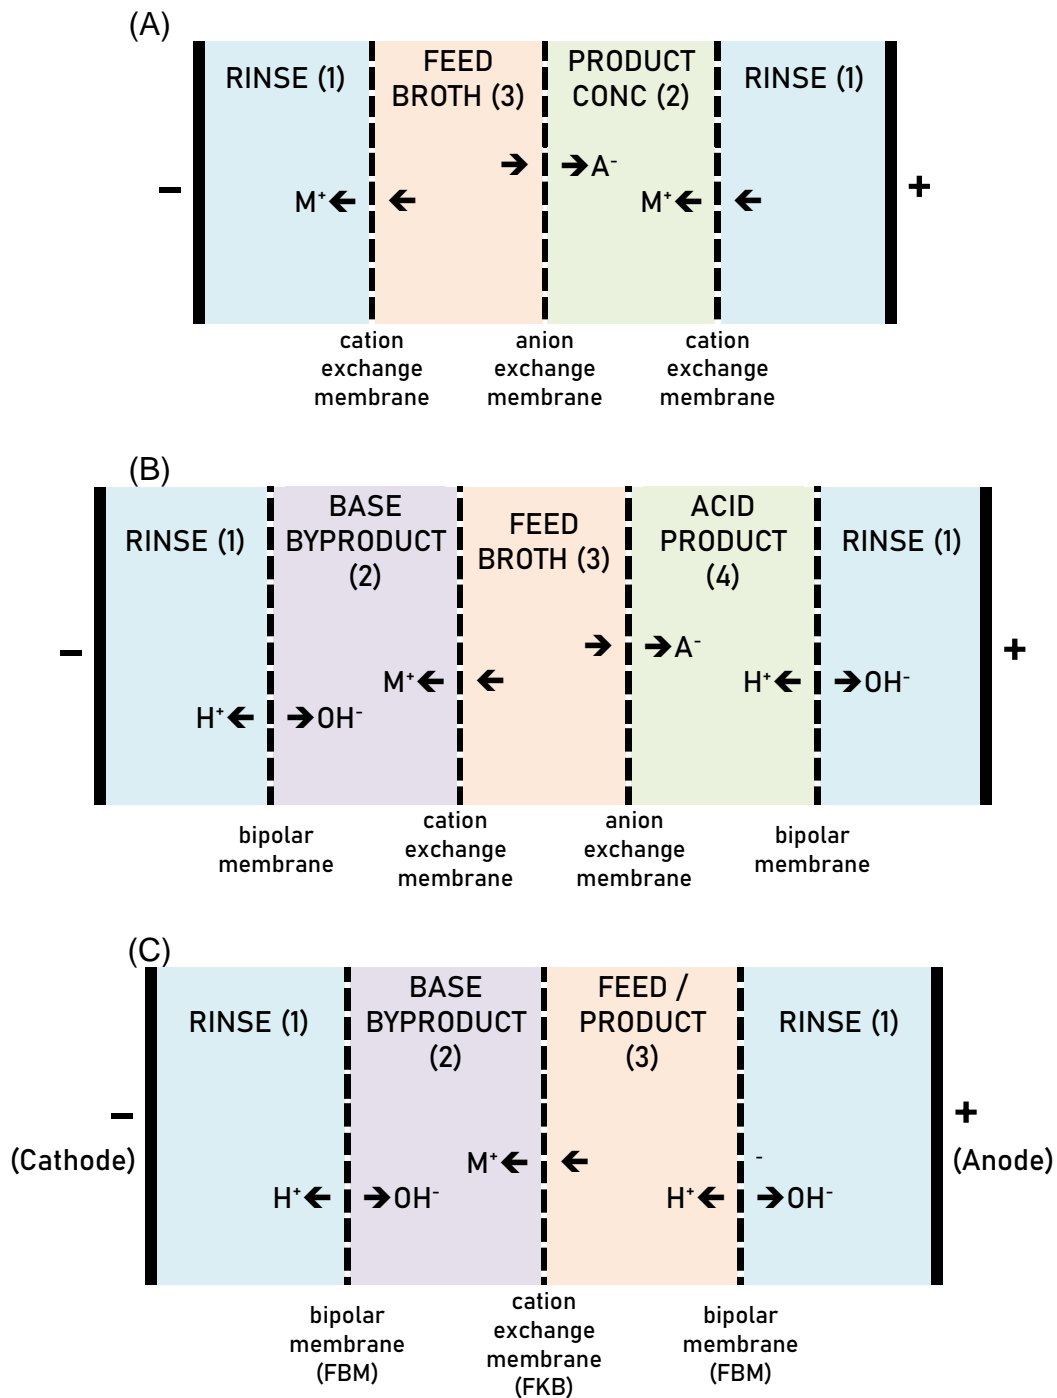 (A)
RINSE (1)
FEED
BROTH (3)
PRODUCT
CONC (2)
RINSE (1)
➔
➔A⁻
–
M⁺←
←
M⁺←
←
+
cation
exchange
membrane
anion
exchange
membrane
cation
exchange
membrane
(B)
RINSE (1)
BASE
BYPRODUCT
(2)
FEED
BROTH (3)
ACID
PRODUCT
(4)
RINSE (1)
–
➔
➔A⁻
+
M⁺←
←
H⁺←
➔OH⁻
H⁺←
➔OH⁻
bipolar
membrane
cation
exchange
membrane
anion
exchange
membrane
bipolar
membrane
(C)
RINSE (1)
BASE
BYPRODUCT
(2)
FEED /
PRODUCT
(3)
RINSE (1)
–
(Cathode)
+
(Anode)
M⁺←
←
-
H⁺←
➔OH⁻
H⁺←
➔OH⁻
bipolar
membrane
(FBM)
cation
exchange
membrane
(FKB)
bipolar
membrane
(FBM)